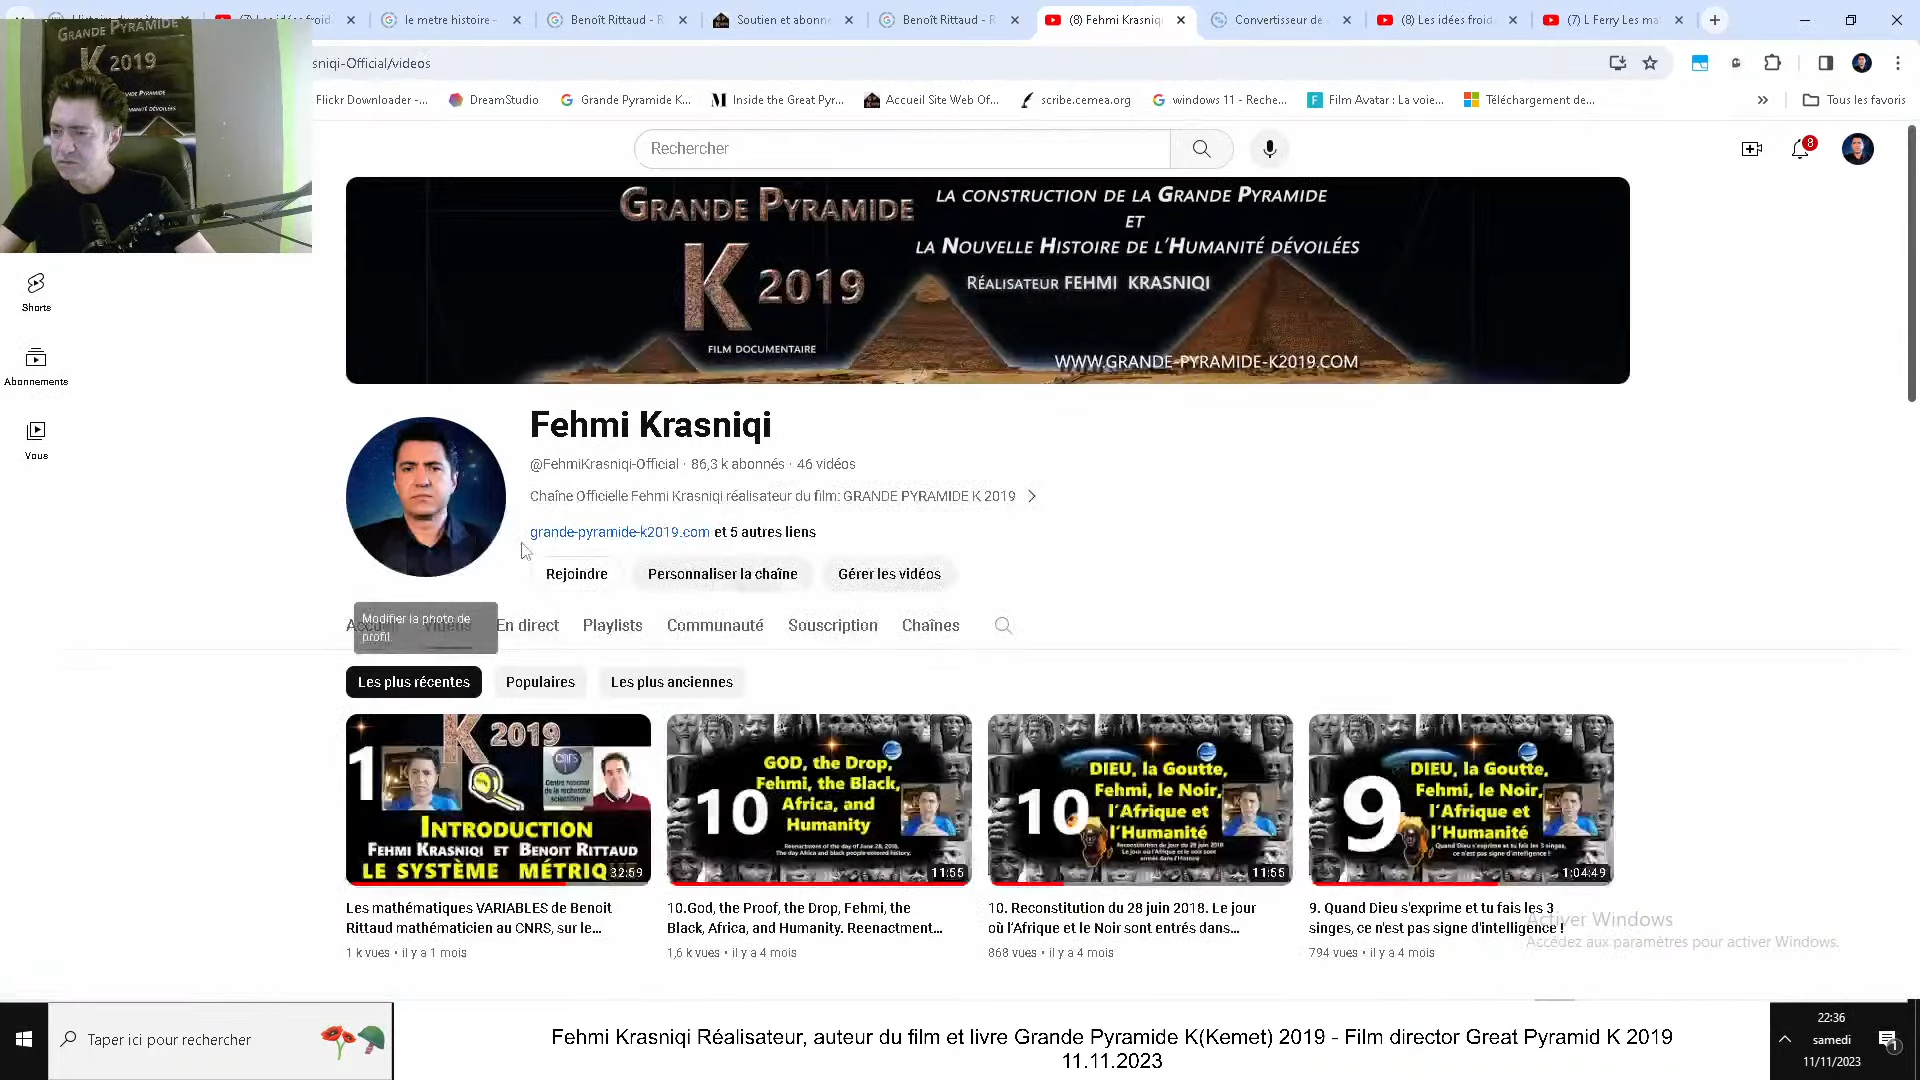 le metre histoire -
Benoît Rittaud - R
Soutien et abonn
Benoît Rittaud - R
(8) Fehmi Krasniqi
Convertisseur de
(8) Les idées froid
(7) L Ferry Les ma
sniqi-Official/videos
Flickr Downloader -...
DreamStudio
Grande Pyramide K...
Inside the Great Pyr...
Accueil Site Web Of...
scribe.cemea.org
windows 11 - Reche...
Film Avatar : La voie...
Téléchargement de...
Tous les favoris
GRANDE PYRAMIDE
K 2019
Rechercher
8
GRANDE PYRAMIDE
K 2019
FILM DOCUMENTAIRE
LA CONSTRUCTION DE LA GRANDE PYRAMIDE
ET
LA NOUVELLE HISTOIRE DE L'HUMANITÉ DÉVOILÉES
RÉALISATEUR FEHMI KRASNIQI
WWW.GRANDE-PYRAMIDE-K2019.COM
Shorts
Abonnements
Vous
Fehmi Krasniqi
@FehmiKrasniqi-Official · 86,3 k abonnés · 46 vidéos
Chaîne Officielle Fehmi Krasniqi réalisateur du film: GRANDE PYRAMIDE K 2019
grande-pyramide-k2019.com et 5 autres liens
Rejoindre
Personnaliser la chaîne
Gérer les vidéos
Modifier la photo de
profil
En direct
Playlists
Communauté
Souscription
Chaînes
Les plus récentes
Populaires
Les plus anciennes
K 2019
1
INTRODUCTION
FEHMI KRASNIQI ET BENOIT RITTAUD
LE SYSTÈME MÉTRIQ
32:59
GOD, the Drop,
Fehmi, the Black,
Africa, and
Humanity
10
Reenactment of the day of June 28, 2018.
The day Africa and black people entered history.
11:55
DIEU, la Goutte,
Fehmi, le Noir,
l'Afrique et
l'Humanité
10
Reconstitution du jour du 28 juin 2018
Le jour où l'Afrique et le Noir sont
entrés dans l'Histoire
11:55
DIEU, la Goutte,
Fehmi, le Noir,
l'Afrique et
l'Humanité
9
Quand Dieu s'exprime et tu fais les 3 singes,
ce n'est pas signe d'intelligence !
1:04:49
Les mathématiques VARIABLES de Benoit
Rittaud mathématicien au CNRS, sur le...
1 k vues • il y a 1 mois
10.God, the Proof, the Drop, Fehmi, the
Black, Africa, and Humanity. Reenactment...
1,6 k vues • il y a 4 mois
10. Reconstitution du 28 juin 2018. Le jour
où l'Afrique et le Noir sont entrés dans...
868 vues • il y a 4 mois
9. Quand Dieu s'exprime et tu fais les 3
singes, ce n'est pas signe d'intelligence !
794 vues • il y a 4 mois
Activer Windows
Accédez aux paramètres pour activer Windows.
Taper ici pour rechercher
Fehmi Krasniqi Réalisateur, auteur du film et livre Grande Pyramide K(Kemet) 2019 - Film director Great Pyramid K 2019
11.11.2023
22:36
samedi
11/11/2023
1